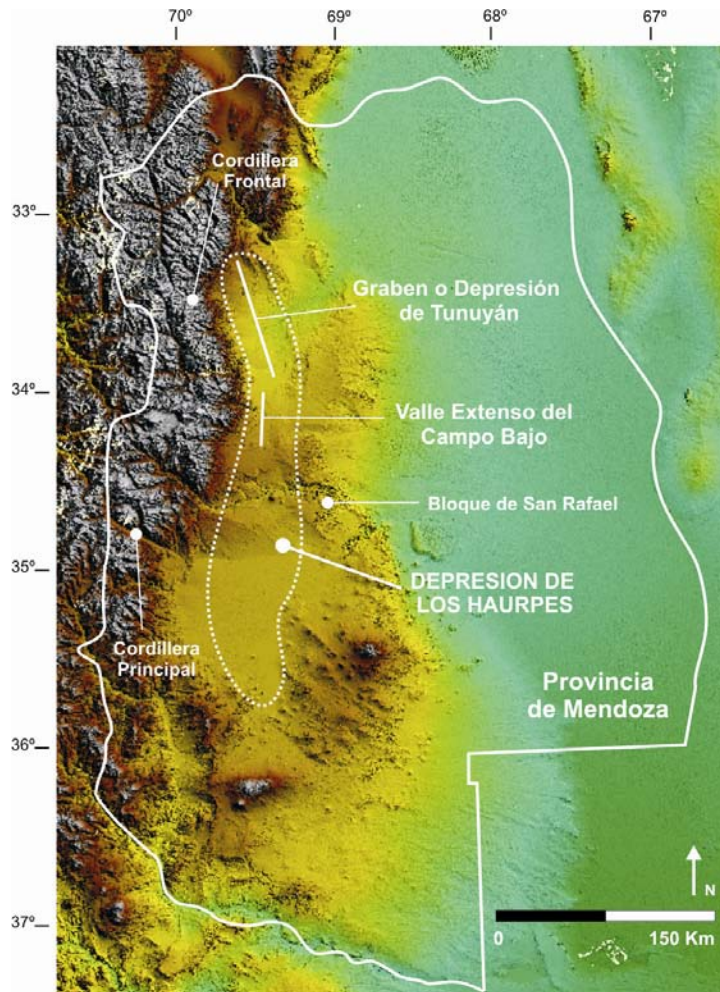 70º 69º 68º 67º
Cordillera
Frontal
33º
Graben o Depresión
de Tunuyán
34º
Valle Extenso del
Campo Bajo
Bloque de San Rafael
35º
DEPRESION DE
LOS HAURPES
Cordillera
Principal
Provincia
de Mendoza
36º
N
37º
0 150 Km